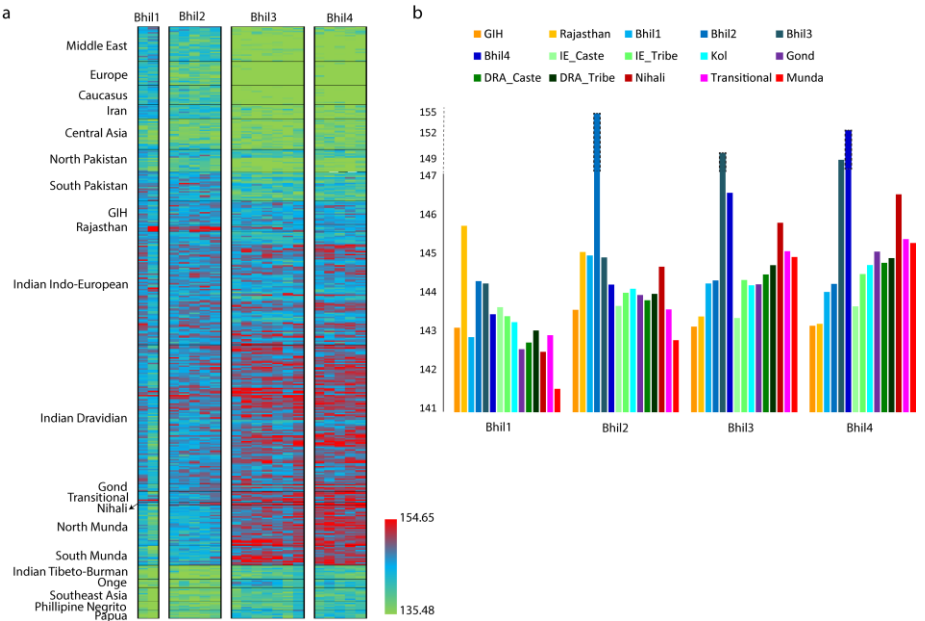 a
Bhil1 Bhil2 Bhil3 Bhil4
Middle East
Europe
Caucasus
Iran
Central Asia
North Pakistan
South Pakistan
GIH
Rajasthan
Indian Indo-European
Indian Dravidian
Gond
Transitional
Nihali
North Munda
South Munda
Indian Tibeto-Burman
Onge
Southeast Asia
Phillipine Negrito
Papua
154.65
135.48
b
GIH Rajasthan Bhil1 Bhil2 Bhil3
Bhil4 IE_Caste IE_Tribe Kol Gond
DRA_Caste DRA_Tribe Nihali Transitional Munda
155
152
149
147
146
145
144
143
142
141
Bhil1 Bhil2 Bhil3 Bhil4